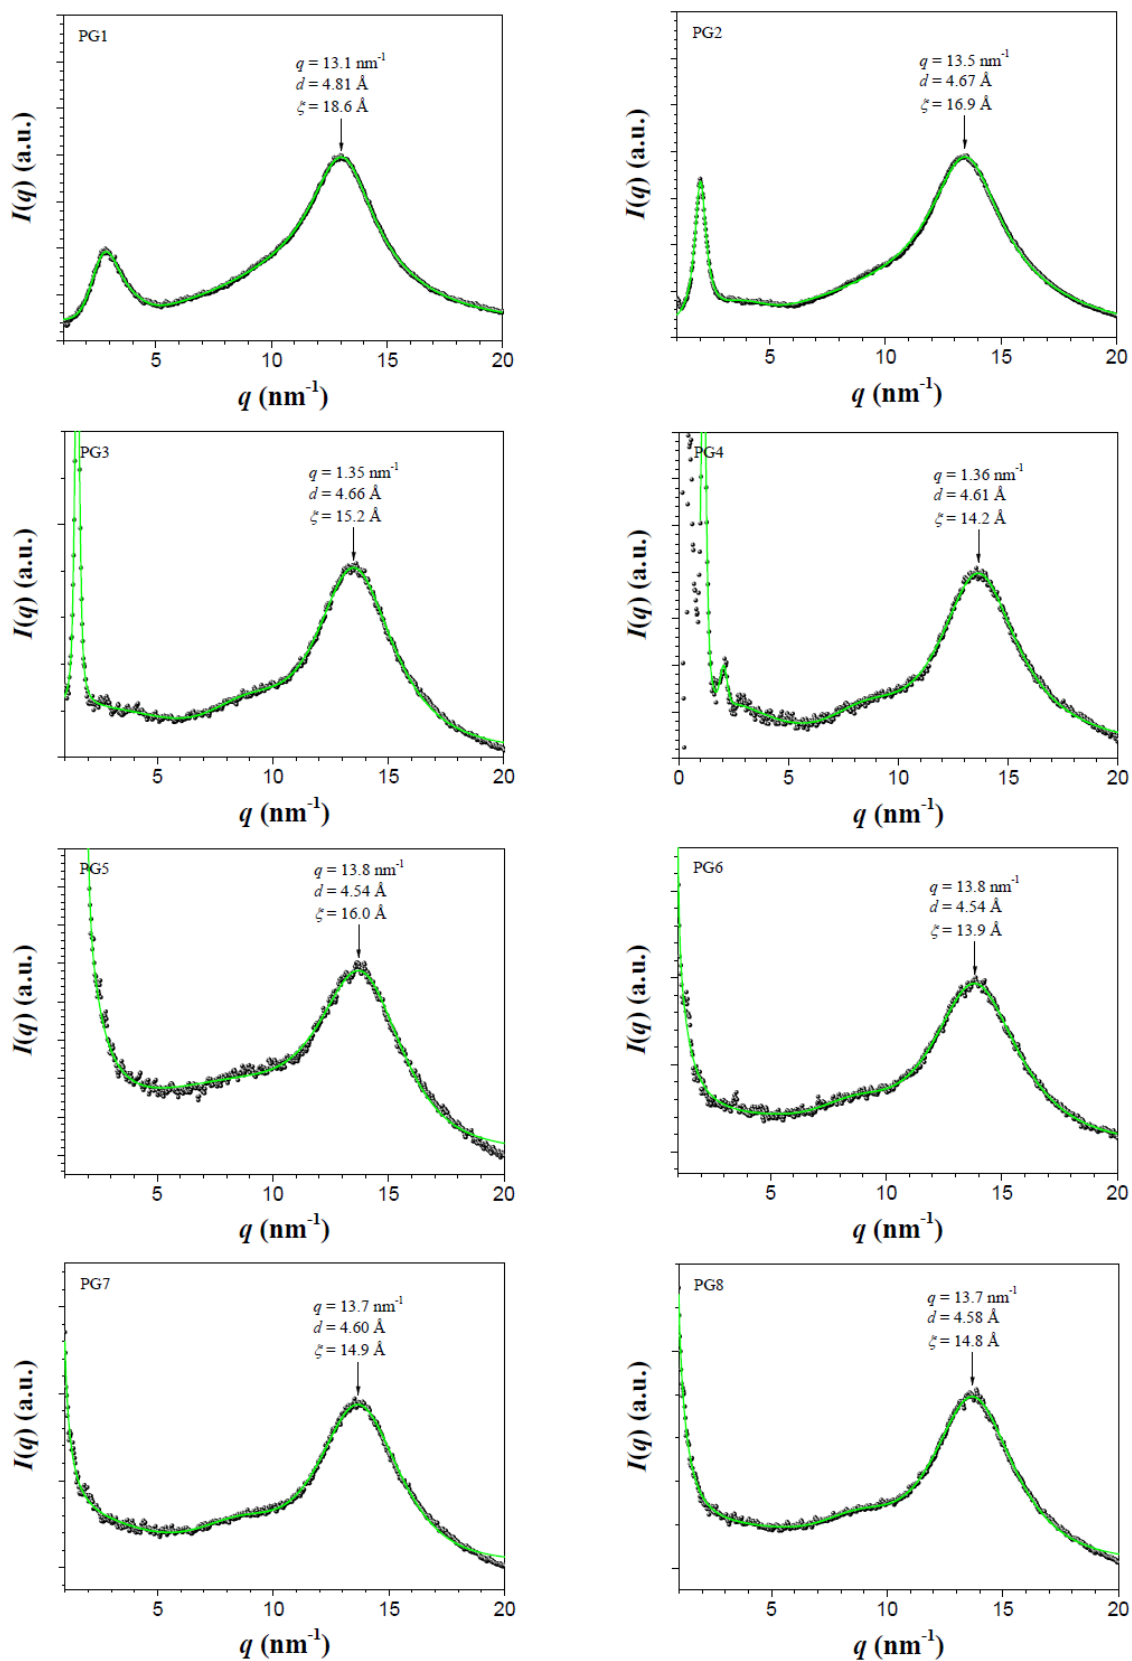 PG1
q = 13.1 nm⁻¹
d = 4.81 Å
ξ = 18.6 Å
I(q) (a.u.)
5 10 15 20
q (nm⁻¹)
PG2
q = 13.5 nm⁻¹
d = 4.67 Å
ξ = 16.9 Å
I(q) (a.u.)
5 10 15 20
q (nm⁻¹)
PG3
q = 1.35 nm⁻¹
d = 4.66 Å
ξ = 15.2 Å
I(q) (a.u.)
5 10 15 20
q (nm⁻¹)
PG4
q = 1.36 nm⁻¹
d = 4.61 Å
ξ = 14.2 Å
I(q) (a.u.)
0 5 10 15 20
q (nm⁻¹)
PG5
q = 13.8 nm⁻¹
d = 4.54 Å
ξ = 16.0 Å
I(q) (a.u.)
5 10 15 20
q (nm⁻¹)
PG6
q = 13.8 nm⁻¹
d = 4.54 Å
ξ = 13.9 Å
I(q) (a.u.)
5 10 15 20
q (nm⁻¹)
PG7
q = 13.7 nm⁻¹
d = 4.60 Å
ξ = 14.9 Å
I(q) (a.u.)
5 10 15 20
q (nm⁻¹)
PG8
q = 13.7 nm⁻¹
d = 4.58 Å
ξ = 14.8 Å
I(q) (a.u.)
5 10 15 20
q (nm⁻¹)